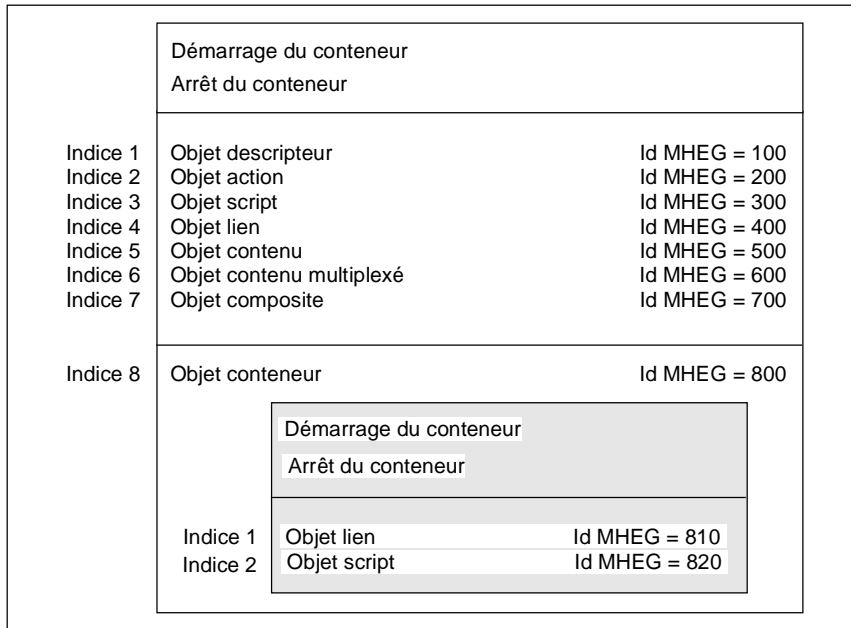 Démarrage du conteneur
Arrêt du conteneur
Indice 1 Objet descripteur Id MHEG = 100
Indice 2 Objet action Id MHEG = 200
Indice 3 Objet script Id MHEG = 300
Indice 4 Objet lien Id MHEG = 400
Indice 5 Objet contenu Id MHEG = 500
Indice 6 Objet contenu multiplexé Id MHEG = 600
Indice 7 Objet composite Id MHEG = 700
Indice 8 Objet conteneur Id MHEG = 800
Démarrage du conteneur
Arrêt du conteneur
Indice 1 Objet lien Id MHEG = 810
Indice 2 Objet script Id MHEG = 820